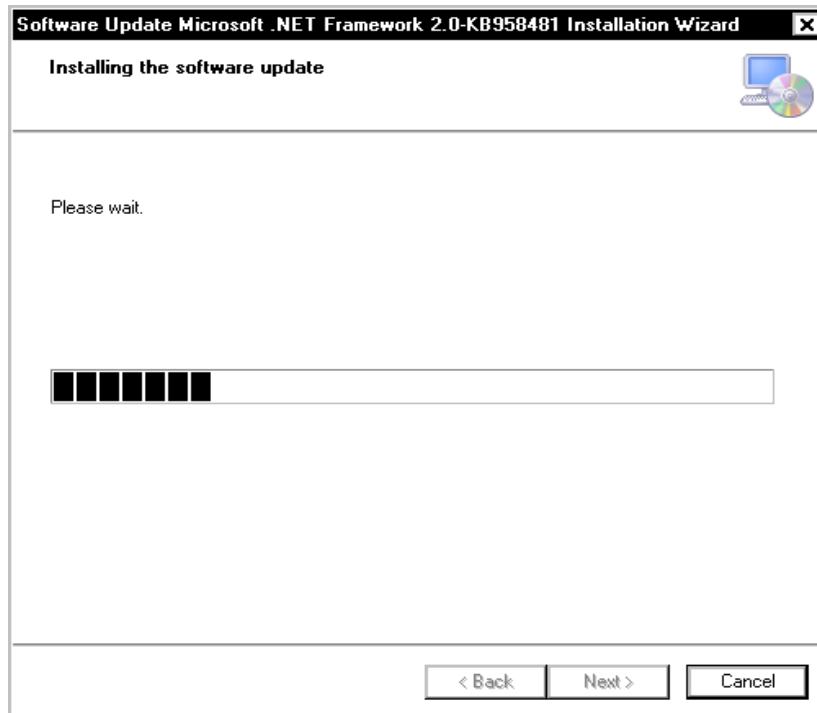 Software Update Microsoft .NET Framework 2.0-KB958481 Installation Wizard
Installing the software update
Please wait.
< Back
Next >
Cancel